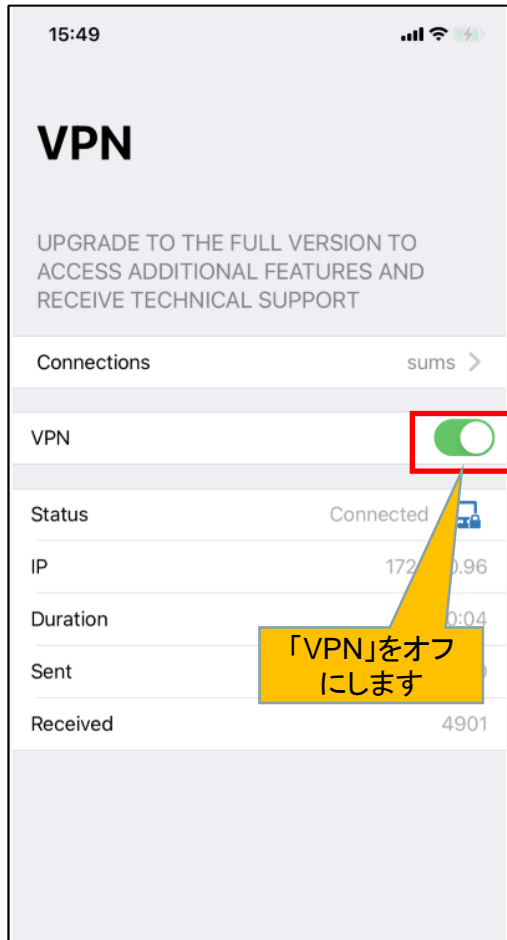 15:49
VPN
UPGRADE TO THE FULL VERSION TO
ACCESS ADDITIONAL FEATURES AND
RECEIVE TECHNICAL SUPPORT
Connections sums
VPN
Status Connected
IP
Duration
「VPN」をオフ
にします
Sent
Received 4901